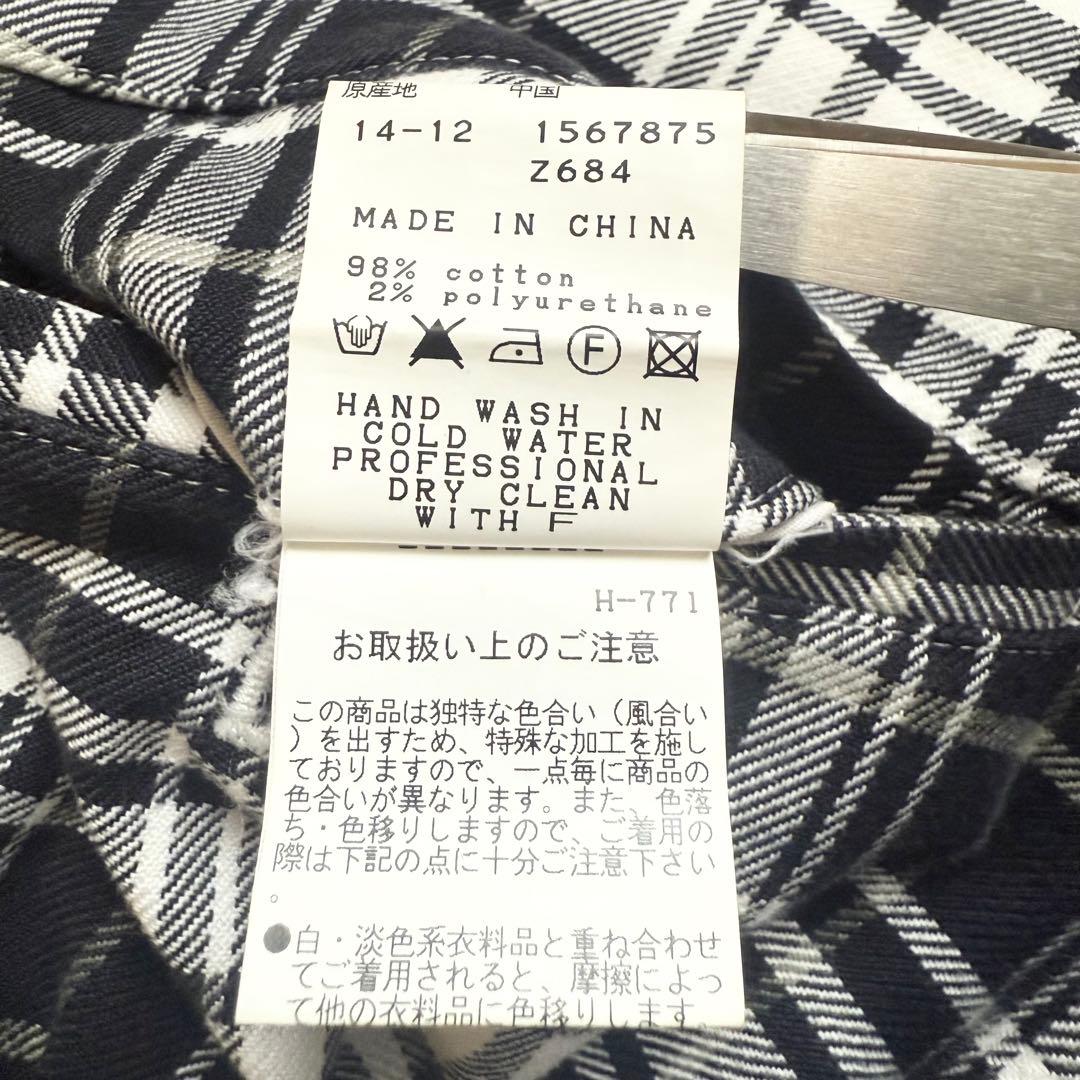 原産地 中国
14-12 1567875
Z684
MADE IN CHINA
98% cotton
2% polyurethane
F
HAND WASH IN
COLD WATER
PROFESSIONAL
DRY CLEAN
WITH F
H-771
お取扱い上のご注意
この商品は独特な色合い（風合い
）を出すため、特殊な加工を施し
ておりますので、一点毎に商品の
色合いが異なります。また、色落
ち・色移りしますので、ご着用の
際は下記の点に十分ご注意下さい
。
●白・淡色系衣料品と重ね合わせ
てご着用されると、摩擦によっ
て他の衣料品に色移りします。